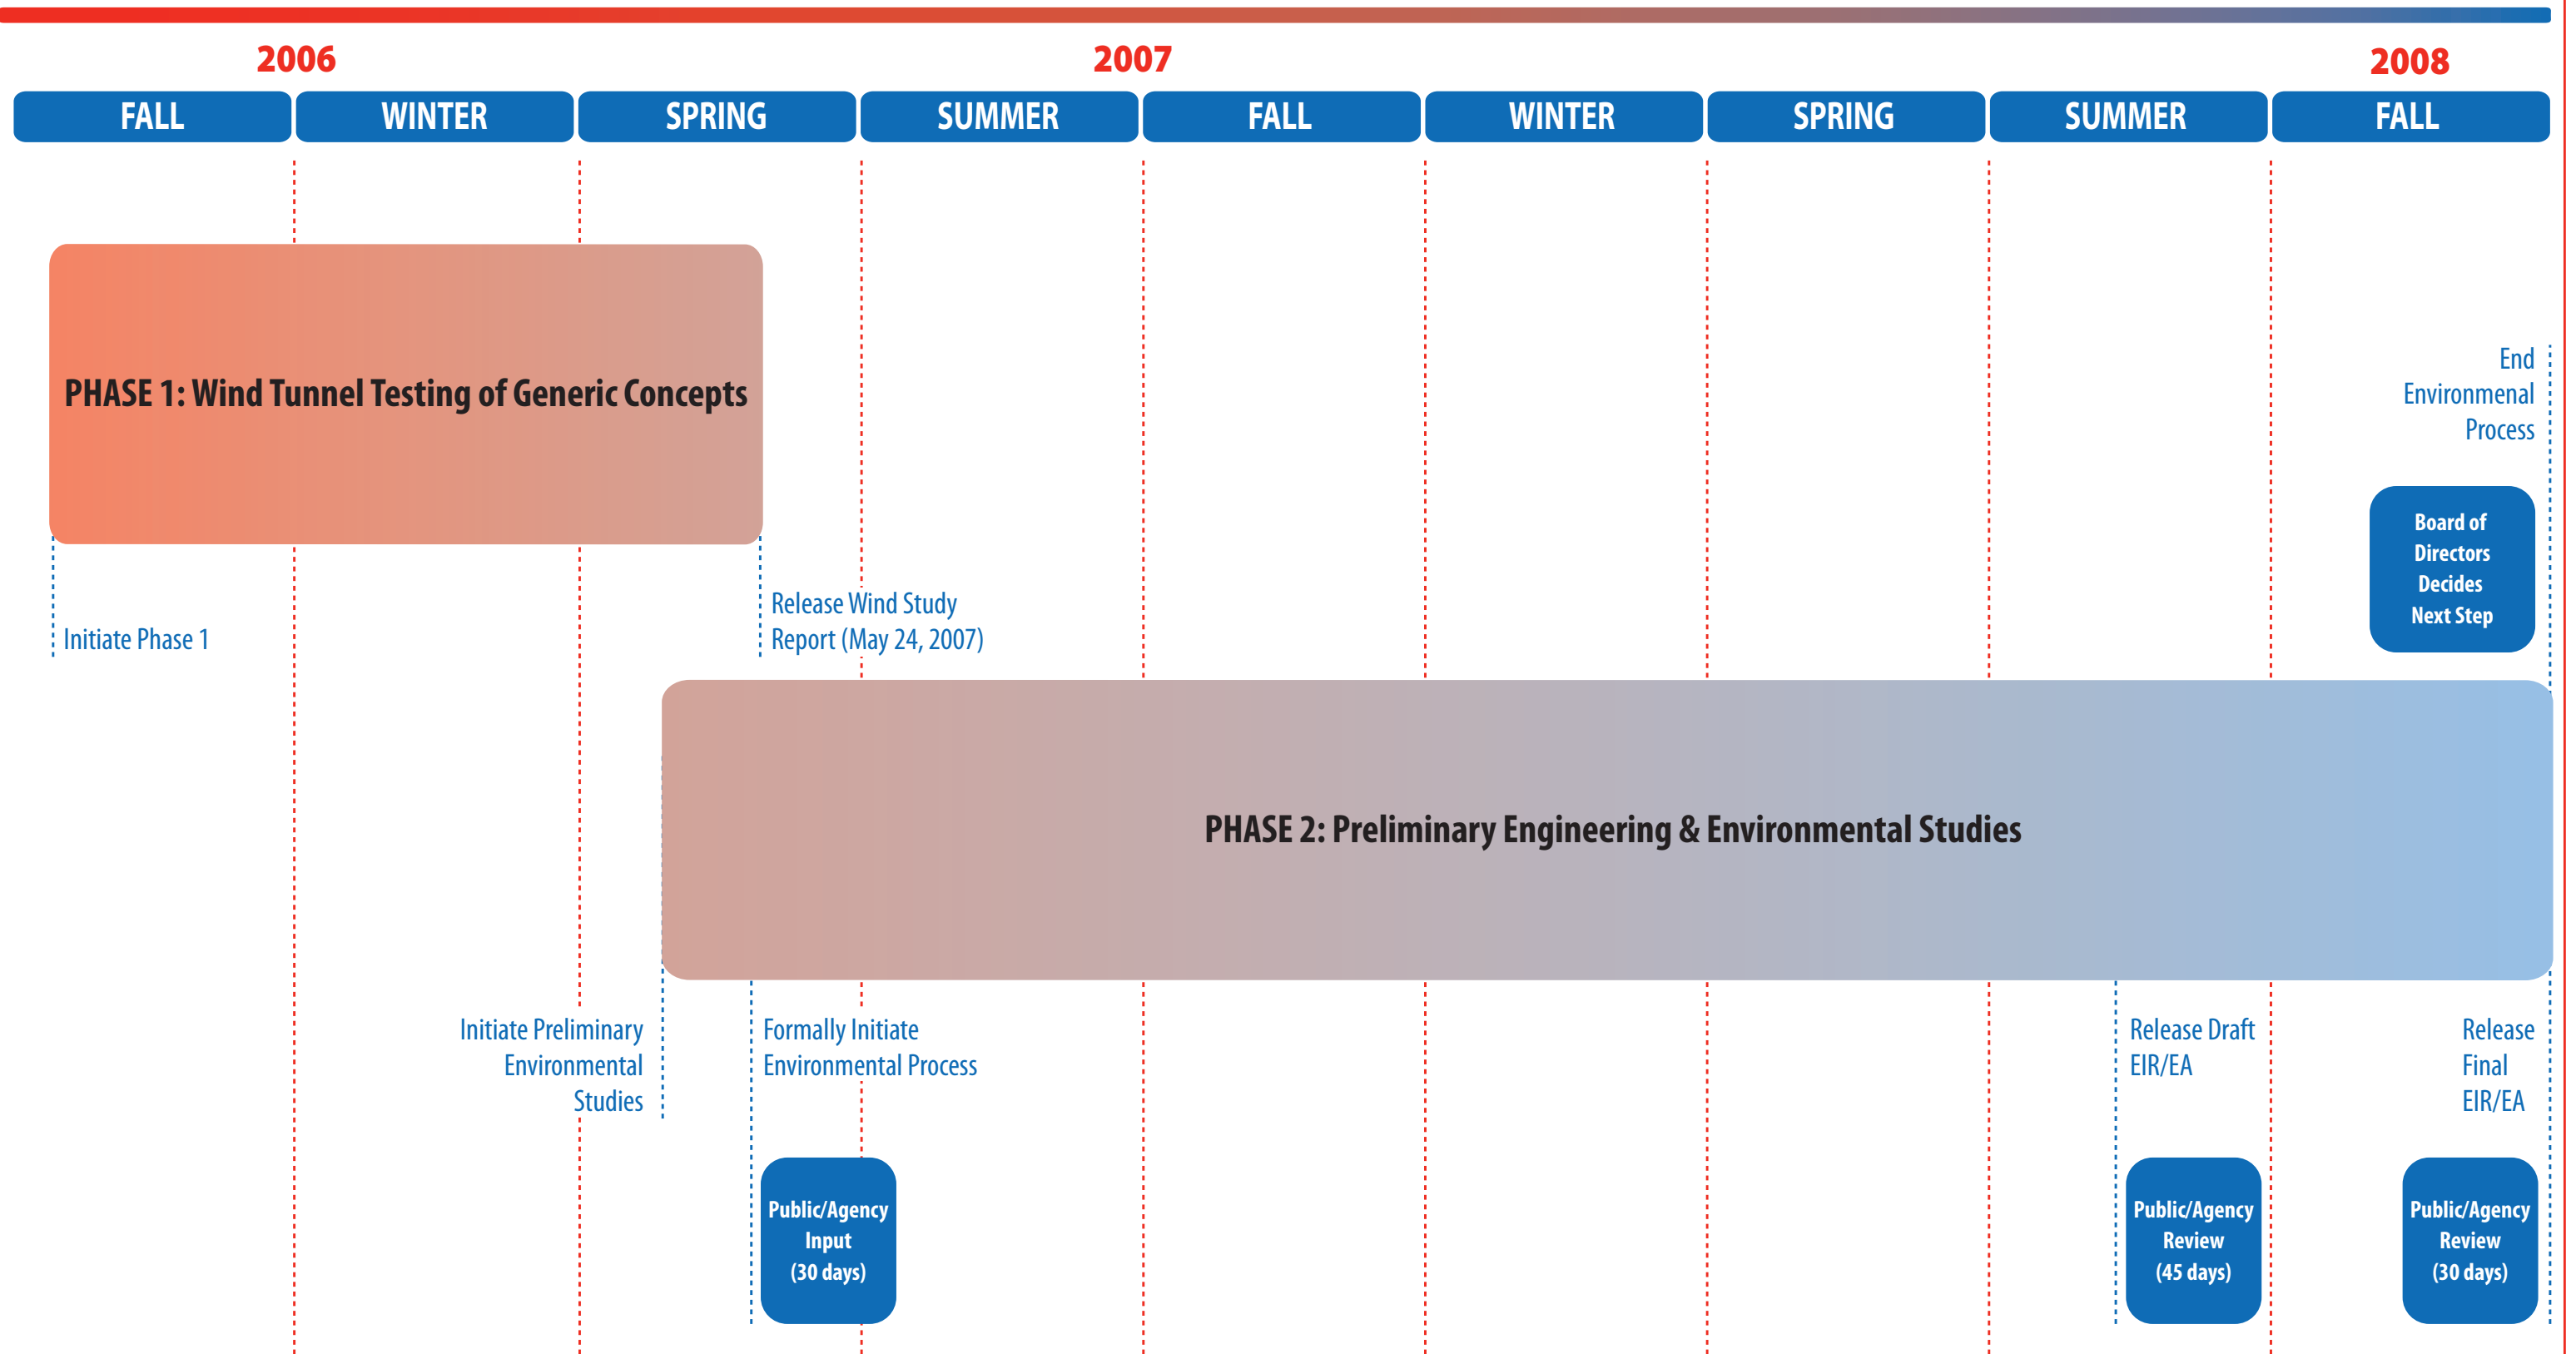 2006
2007
2008
FALL
WINTER
SPRING
SUMMER
FALL
WINTER
SPRING
SUMMER
FALL
PHASE 1: Wind Tunnel Testing of Generic Concepts
End
Environmenal
Process
Board of
Directors
Decides
Next Step
Initiate Phase 1
Release Wind Study
Report (May 24, 2007)
PHASE 2: Preliminary Engineering & Environmental Studies
Initiate Preliminary
Environmental
Studies
Formally Initiate
Environmental Process
Release Draft
EIR/EA
Release
Final
EIR/EA
Public/Agency
Input
(30 days)
Public/Agency
Review
(45 days)
Public/Agency
Review
(30 days)